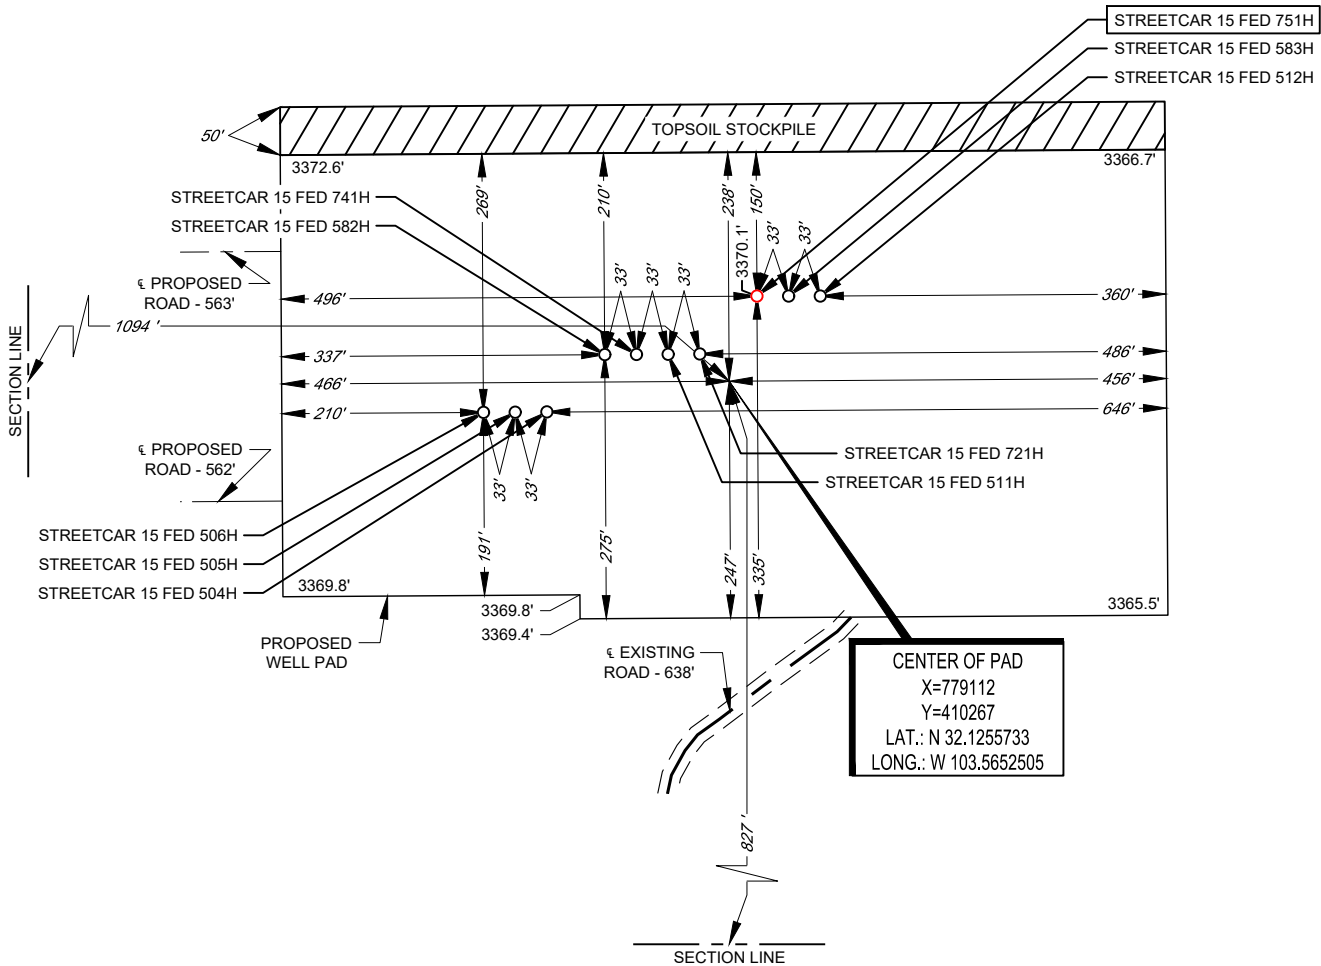 STREETCAR 15 FED 751H
STREETCAR 15 FED 583H
STREETCAR 15 FED 512H
50'
TOPSOIL STOCKPILE
3372.6'
3366.7'
STREETCAR 15 FED 741H
STREETCAR 15 FED 582H
269'
210'
238'
150'
3370.1'
33'
33'
33'
33'
33'
℄ PROPOSED
ROAD - 563'
496'
360'
1094 '
SECTION LINE
337'
486'
466'
456'
210'
646'
℄ PROPOSED
ROAD - 562'
33'
33'
STREETCAR 15 FED 721H
STREETCAR 15 FED 511H
STREETCAR 15 FED 506H
STREETCAR 15 FED 505H
STREETCAR 15 FED 504H
191'
275'
247'
335'
3369.8'
3369.8'
3369.4'
3365.5'
PROPOSED
WELL PAD
℄ EXISTING
ROAD - 638'
CENTER OF PAD
X=779112
Y=410267
LAT.: N 32.1255733
LONG.: W 103.5652505
827 '
SECTION LINE